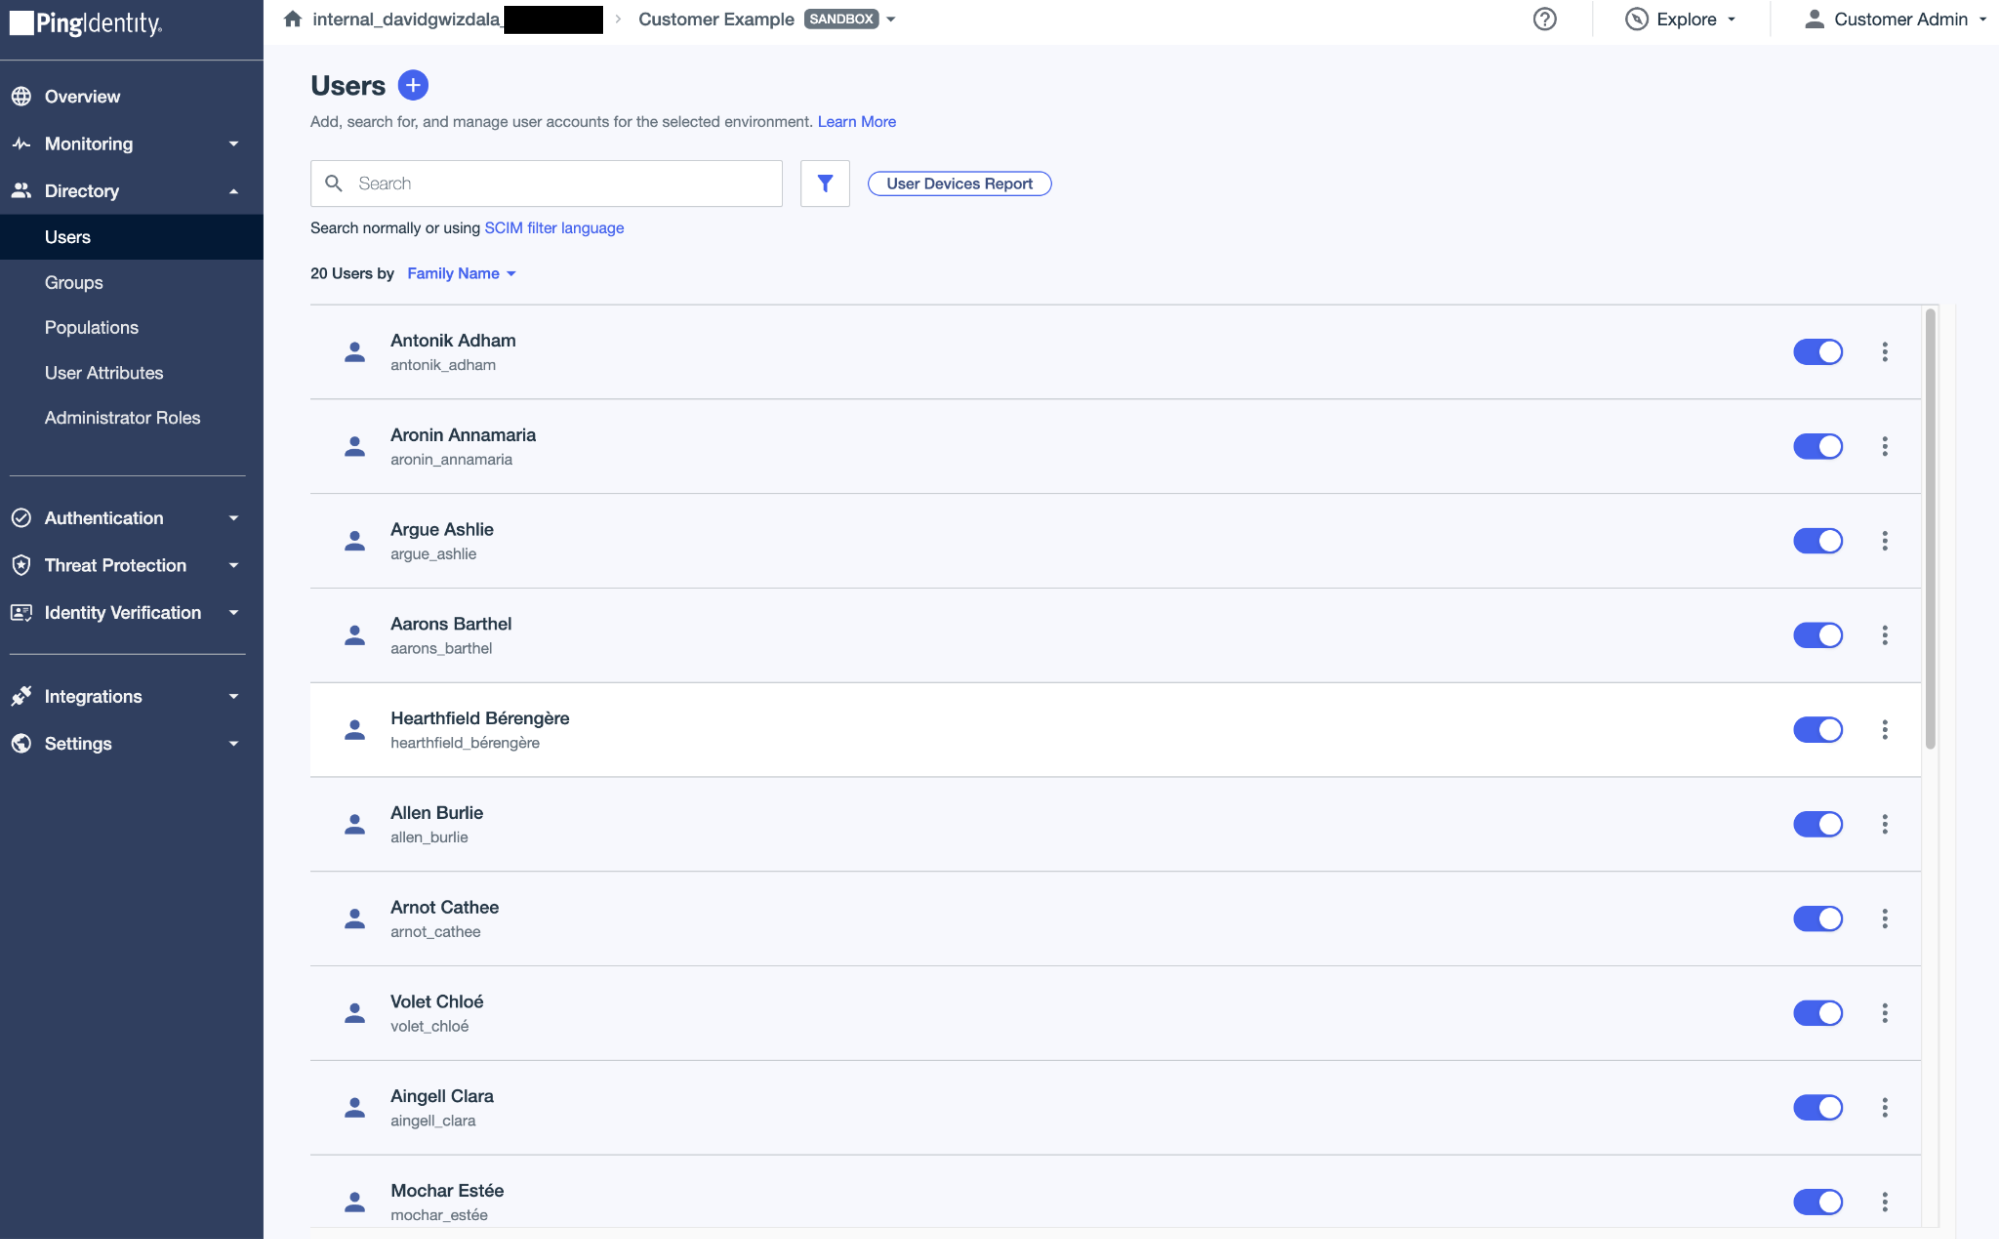 PingIdentity.
internal_davidgwizdala_ › Customer Example SANDBOX
Explore
Customer Admin
Overview
Monitoring
Directory
Users
Groups
Populations
User Attributes
Administrator Roles
Authentication
Threat Protection
Identity Verification
Integrations
Settings
Users +
Add, search for, and manage user accounts for the selected environment. Learn More
Search
User Devices Report
Search normally or using SCIM filter language
20 Users by Family Name
Antonik Adham
antonik_adham
Aronin Annamaria
aronin_annamaria
Argue Ashlie
argue_ashlie
Aarons Barthel
aarons_barthel
Hearthfield Bérengère
hearthfield_bérengère
Allen Burlie
allen_burlie
Arnot Cathee
arnot_cathee
Volet Chloé
volet_chloé
Aingell Clara
aingell_clara
Mochar Estée
mochar_estée